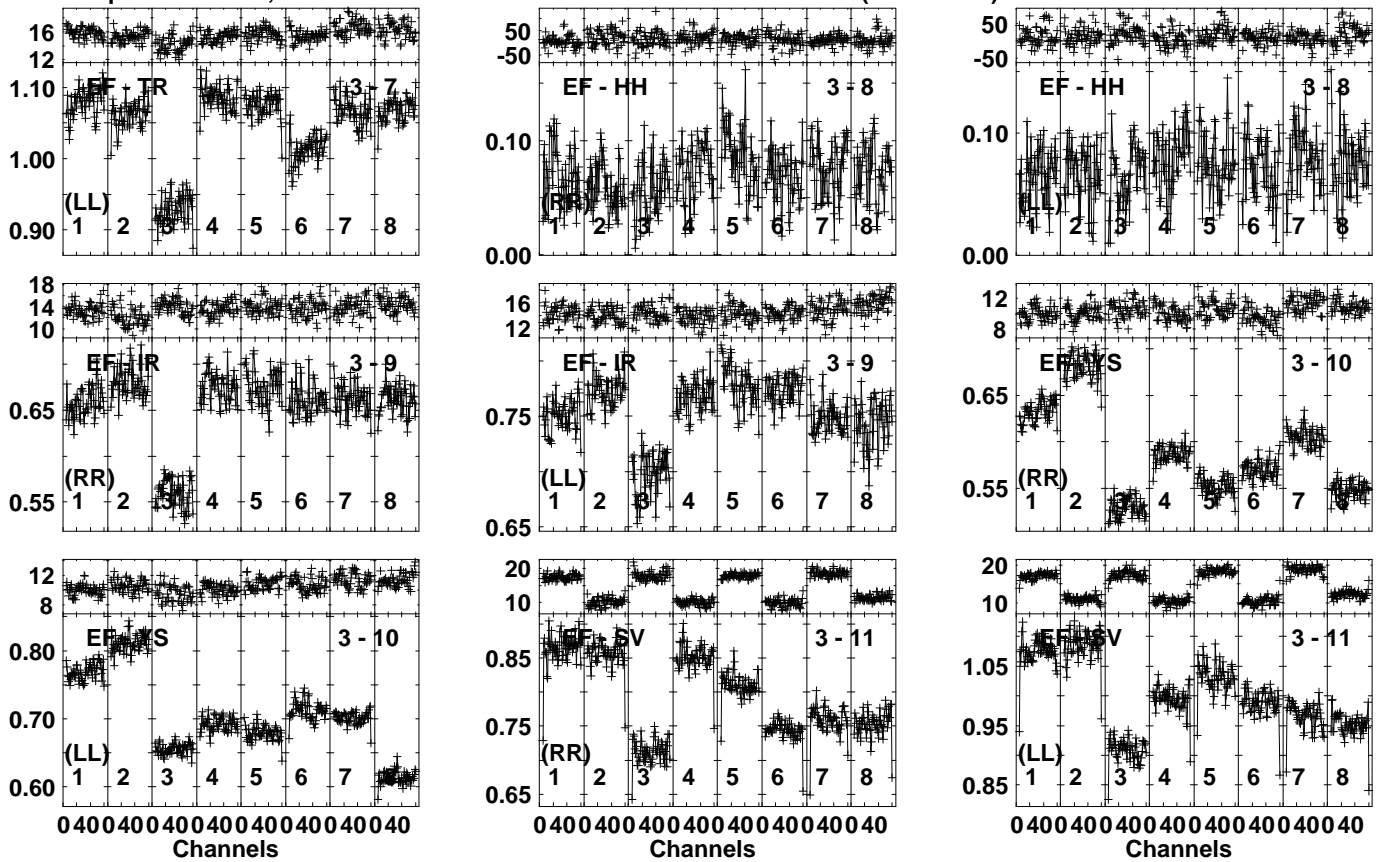 16 50 50
12 -50 -50
EF - TR 3 - 7 EF - HH 3 - 8 EF - HH 3 - 8
1.10
0.10 0.10
1.00
(LL) (RR) (LL)
0.90 1 2 3 4 5 6 7 8 1 2 3 4 5 6 7 8 1 2 3 4 5 6 7 8
0.00 0.00
18
14 16 12
10 12 8
EF - IR 3 - 9 EF - IR 3 - 9 EF - YS 3 - 10
0.65 0.75 0.65
(RR) (LL) (RR)
0.55 1 2 3 4 5 6 7 8 1 2 3 4 5 6 7 8 0.55 1 2 3 4 5 6 7 8
0.65
12 20 20
8 10 10
EF - YS 3 - 10 EF - SV 3 - 11 EF - SV 3 - 11
0.80 0.85 1.05
0.70 0.75 0.95
(LL) (RR) (LL)
0.60 1 2 3 4 5 6 7 8 0.65 1 2 3 4 5 6 7 8 0.85 1 2 3 4 5 6 7 8
0 40 0 40 0 40 0 40 0 40 0 40 0 40 0 40 0 40 0 40 0 40 0 40 0 40 0 40 0 40 0 40 0 40 0 40 0 40 0 40 0 40 0 40 0 40 0 40
Channels Channels Channels